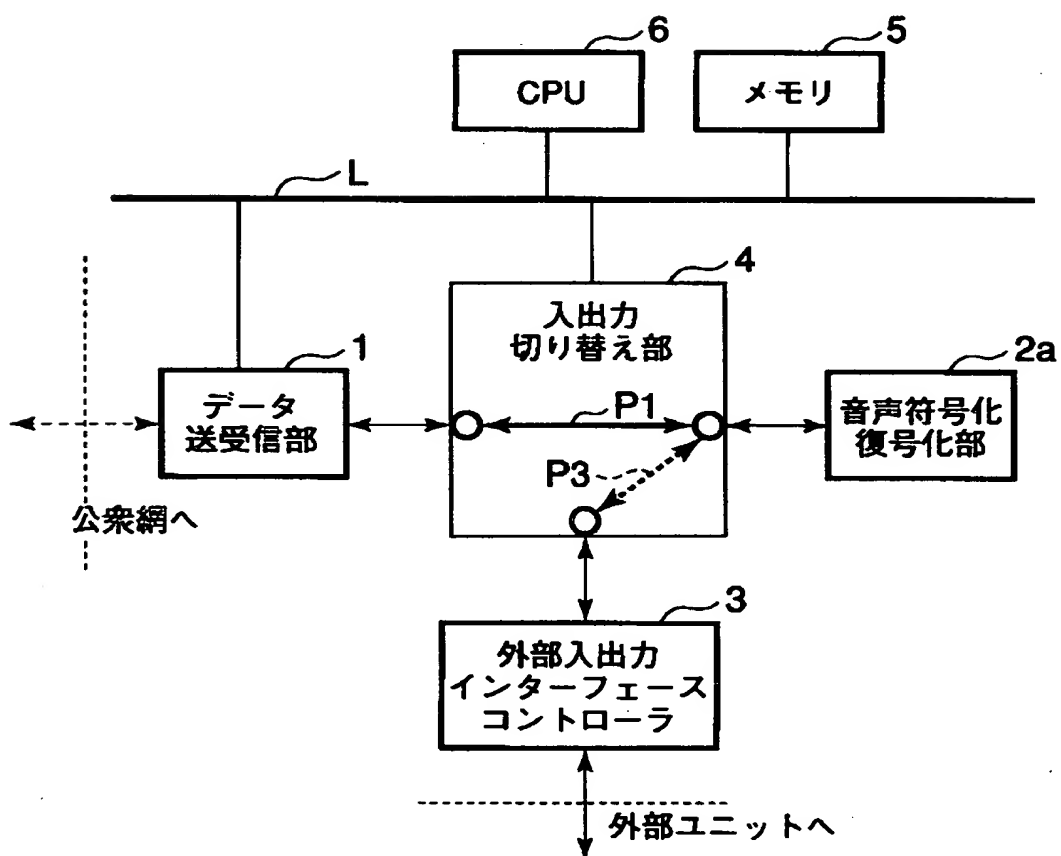 6
5
CPU
メモリ
L
4
入出力
切り替え部
1
2a
データ
送受信部
P1
音声符号化
復号化部
P3
公衆網へ
3
外部入出力
インターフェース
コントローラ
外部ユニットへ